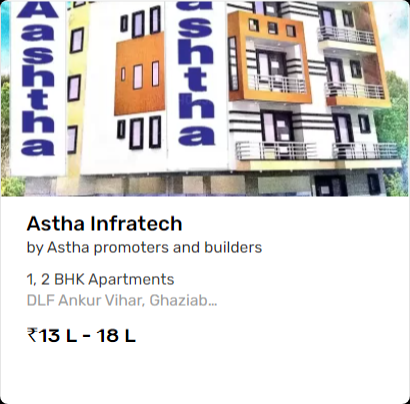 Aashtha
ashtha
Astha Infratech
by Astha promoters and builders
1, 2 BHK Apartments
DLF Ankur Vihar, Ghaziab...
₹13 L - 18 L